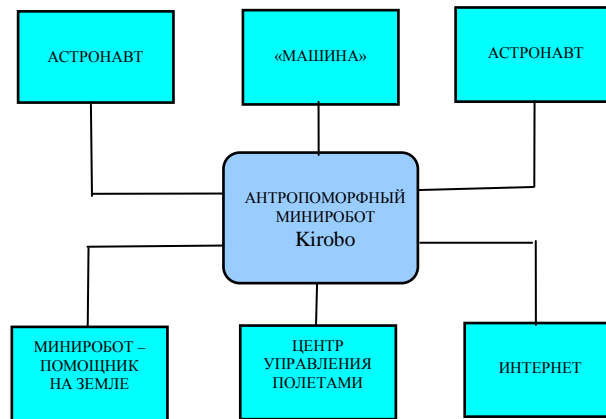 АСТРОНАВТ
«МАШИНА»
АСТРОНАВТ
АНТРОПОМОРФНЫЙ
МИНИРОБОТ
Kirobo
МИНИРОБОТ –
ПОМОЩНИК
НА ЗЕМЛЕ
ЦЕНТР
УПРАВЛЕНИЯ
ПОЛЕТАМИ
ИНТЕРНЕТ